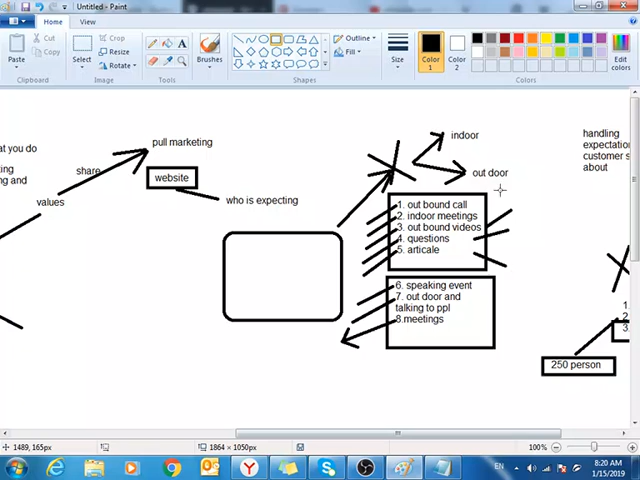 Untitled - Paint
Home
View
Paste
Cut
Copy
Clipboard
Select
Crop
Resize
Rotate
Image
Tools
Brushes
Shapes
Outline
Fill
Size
Color
1
Color
2
Colors
Edit
colors
at you do
pull marketing
share
website
values
who is expecting
indoor
out door
1. out bound call
2. indoor meetings
3. out bound videos
4. questions
5. articale
6. speaking event
7. out door and
talking to ppl
8.meetings
handling
expectation
customer s
about
1.
2
3.
250 person
1489, 165px
1864 × 1050px
100%
EN
8:20 AM
1/15/2019